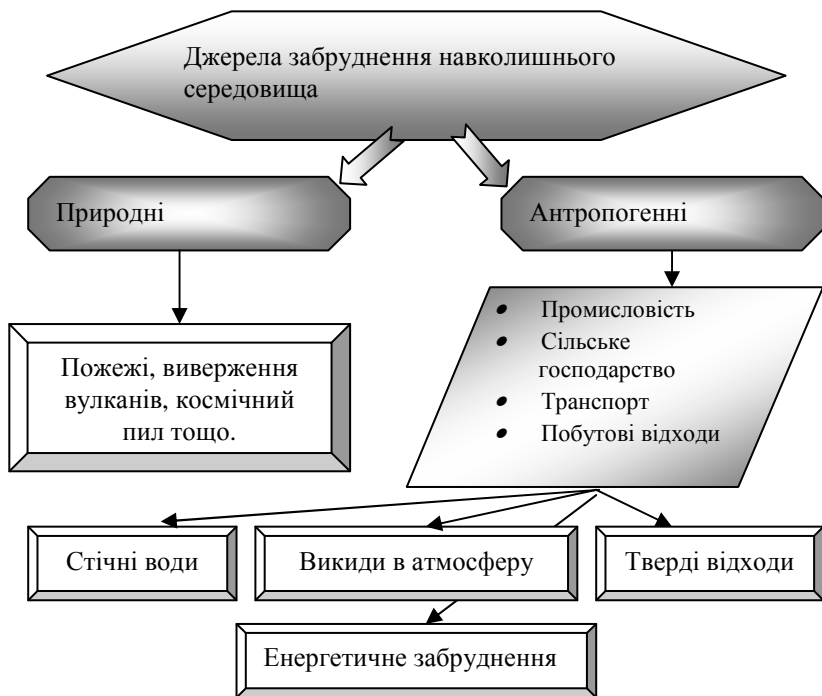 Джерела забруднення навколишнього
середовища
Природні
Антропогенні
Пожежі, виверження
вулканів, космічний
пил тощо.
• Промисловість
• Сільське
господарство
• Транспорт
• Побутові відходи
Стічні води
Викиди в атмосферу
Тверді відходи
Енергетичне забруднення